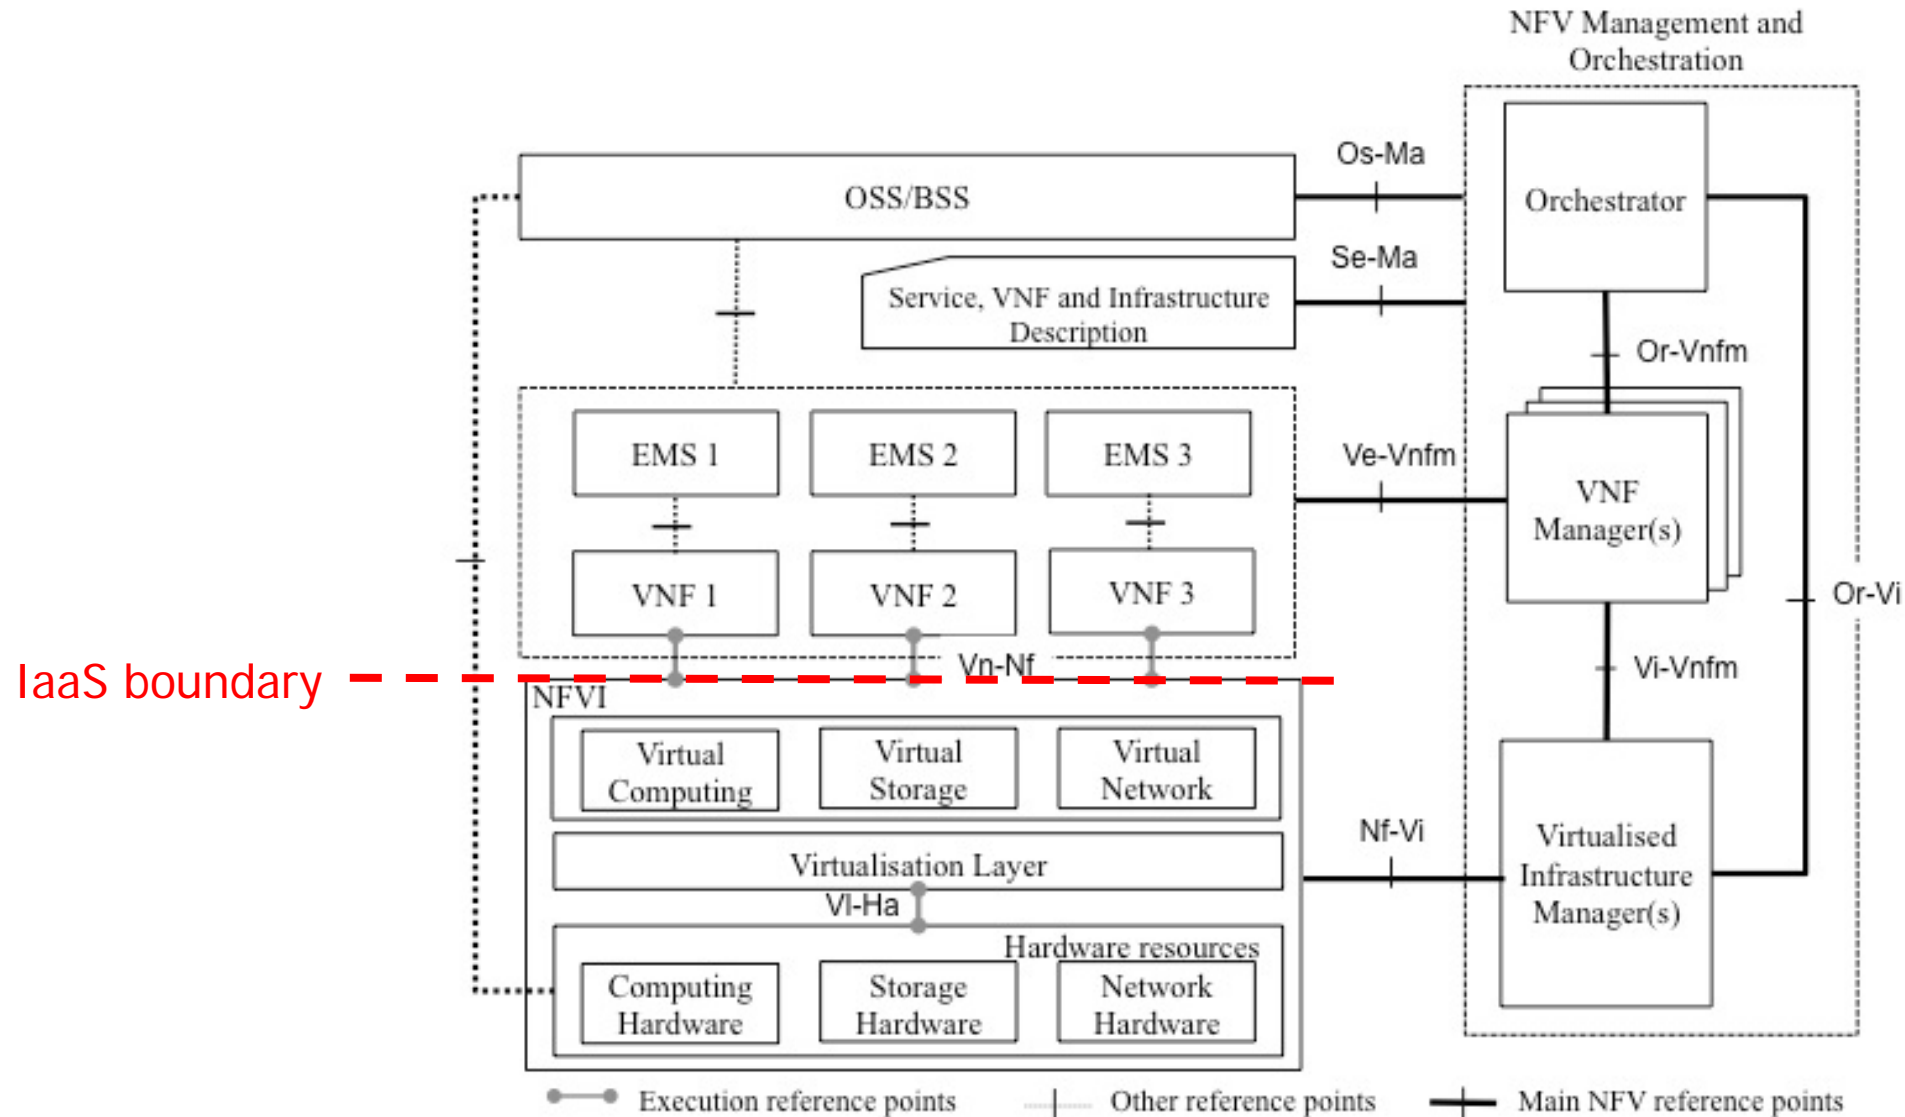 NFV Management and
Orchestration
Os-Ma
OSS/BSS
Orchestrator
Se-Ma
Service, VNF and Infrastructure
Description
Or-Vnfm
EMS 1
EMS 2
EMS 3
Ve-Vnfm
VNF
Manager(s)
VNF 1
VNF 2
VNF 3
Or-Vi
IaaS boundary
Vn-Nf
Vi-Vnfm
NFVI
Virtual
Computing
Virtual
Storage
Virtual
Network
Nf-Vi
Virtualised
Infrastructure
Manager(s)
Virtualisation Layer
Vl-Ha
Hardware resources
Computing
Hardware
Storage
Hardware
Network
Hardware
Execution reference points
Other reference points
Main NFV reference points